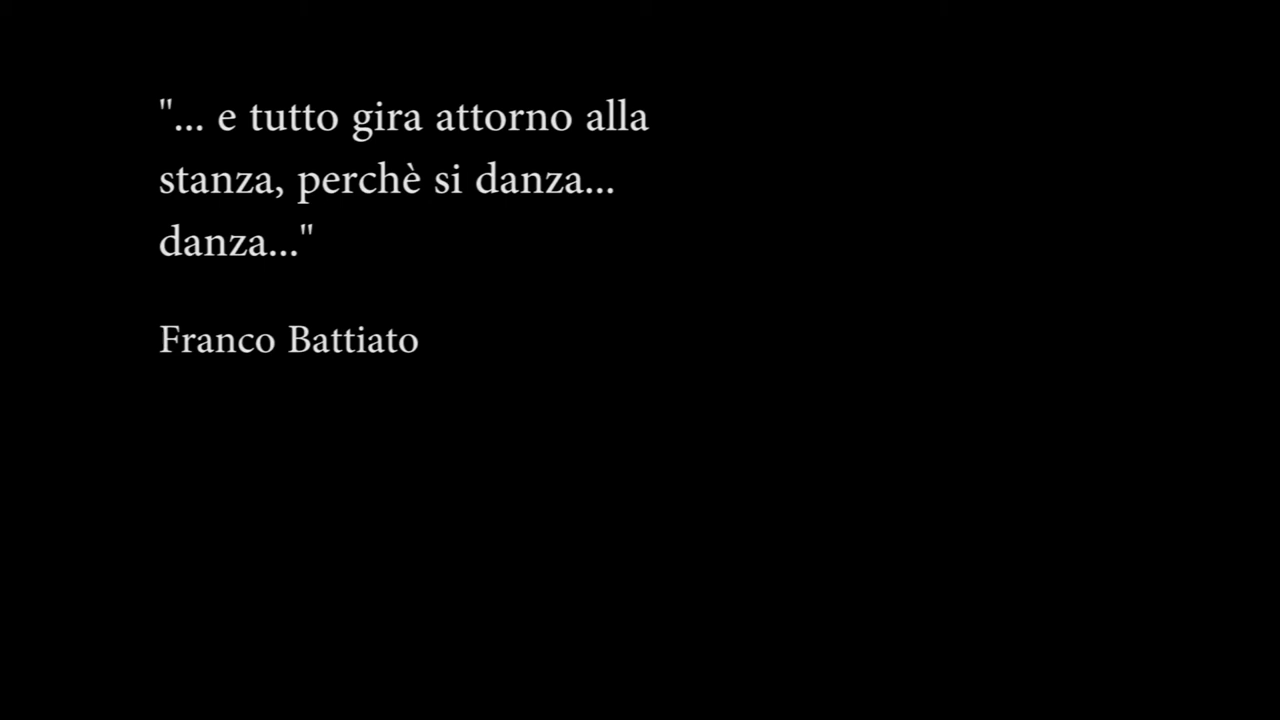 "... e tutto gira attorno alla
stanza, perchè si danza...
danza..."
Franco Battiato